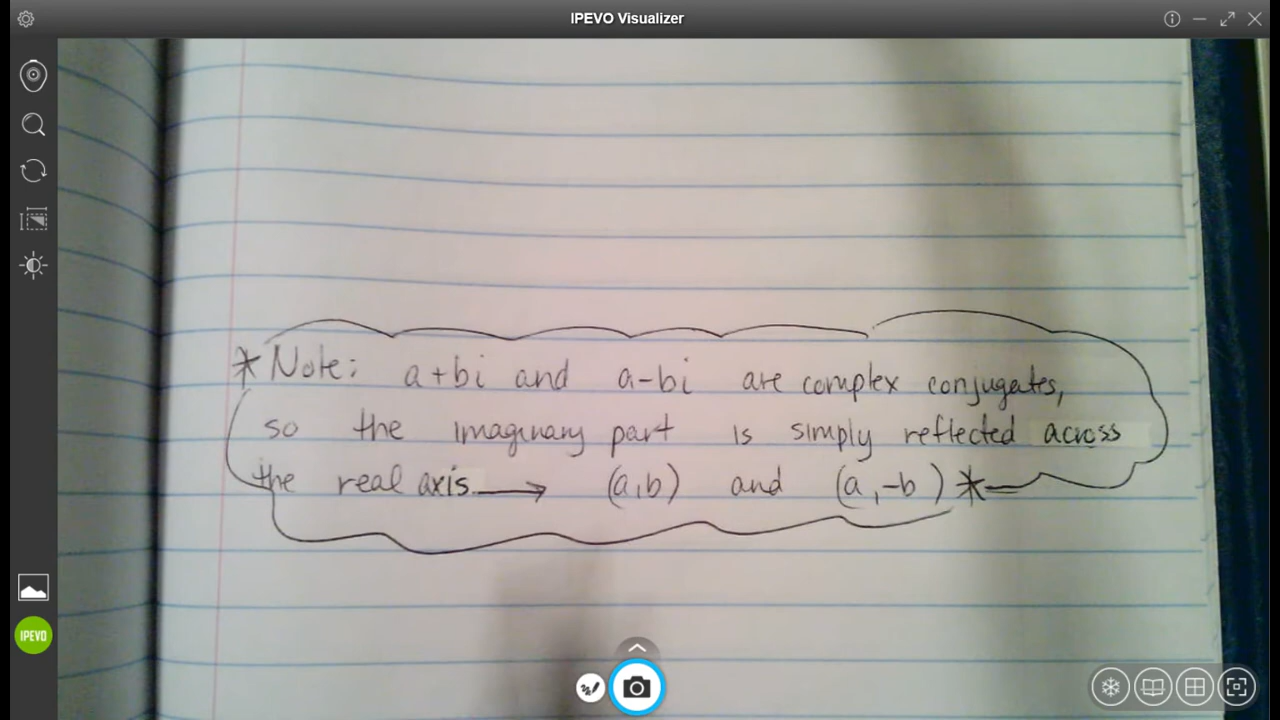 IPEVO Visualizer
*Note: a+bi and a-bi are complex conjugates,
so the imaginary part is simply reflected across
the real axis. ⟶ (a,b) and (a,-b)*
IPEVO